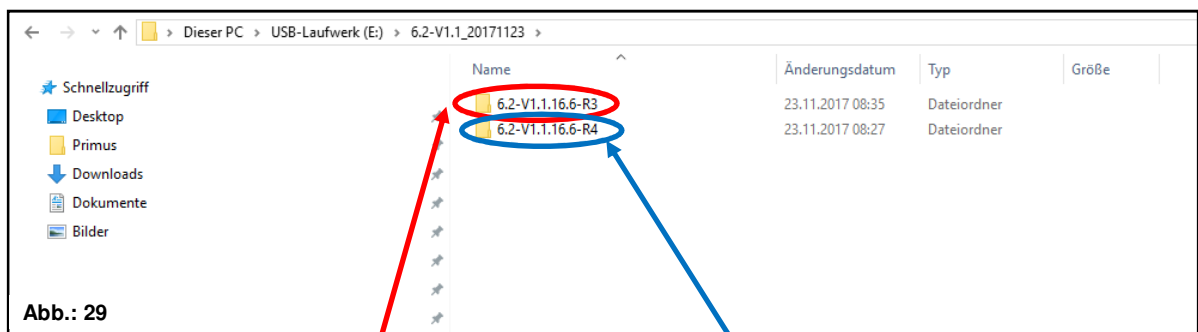 Dieser PC > USB-Laufwerk (E:) > 6.2-V1.1_20171123 >
Name Änderungsdatum Typ Größe
Schnellzugriff
Desktop
Primus
Downloads
Dokumente
Bilder
6.2-V1.1.16.6-R3 23.11.2017 08:35 Dateiordner
6.2-V1.1.16.6-R4 23.11.2017 08:27 Dateiordner
Abb.: 29